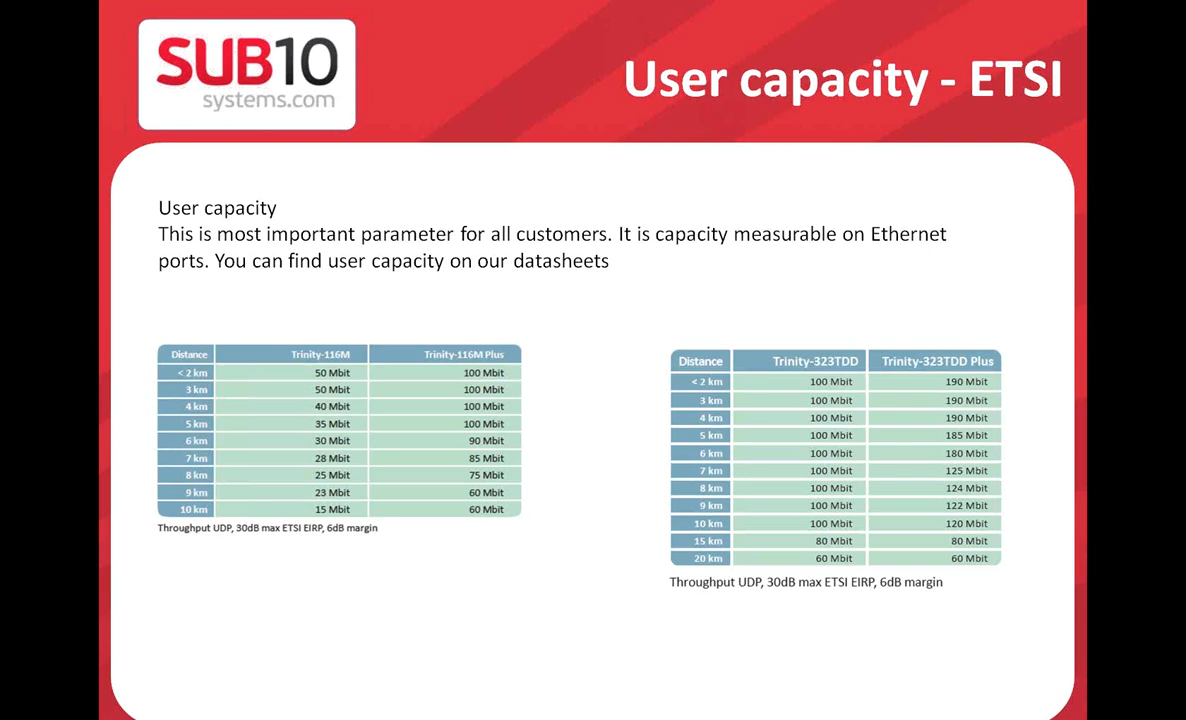 SUB10
systems.com
User capacity - ETSI
User capacity
This is most important parameter for all customers. It is capacity measurable on Ethernet
ports. You can find user capacity on our datasheets
Distance Trinity-116M Trinity-116M Plus
< 2 km 50 Mbit 100 Mbit
3 km 50 Mbit 100 Mbit
4 km 40 Mbit 100 Mbit
5 km 35 Mbit 100 Mbit
6 km 30 Mbit 90 Mbit
7 km 28 Mbit 85 Mbit
8 km 25 Mbit 75 Mbit
9 km 23 Mbit 60 Mbit
10 km 15 Mbit 60 Mbit
Throughput UDP, 30dB max ETSI EIRP, 6dB margin
Distance Trinity-323TDD Trinity-323TDD Plus
< 2 km 100 Mbit 190 Mbit
3 km 100 Mbit 190 Mbit
4 km 100 Mbit 190 Mbit
5 km 100 Mbit 185 Mbit
6 km 100 Mbit 180 Mbit
7 km 100 Mbit 125 Mbit
8 km 100 Mbit 124 Mbit
9 km 100 Mbit 122 Mbit
10 km 100 Mbit 120 Mbit
15 km 80 Mbit 80 Mbit
20 km 60 Mbit 60 Mbit
Throughput UDP, 30dB max ETSI EIRP, 6dB margin